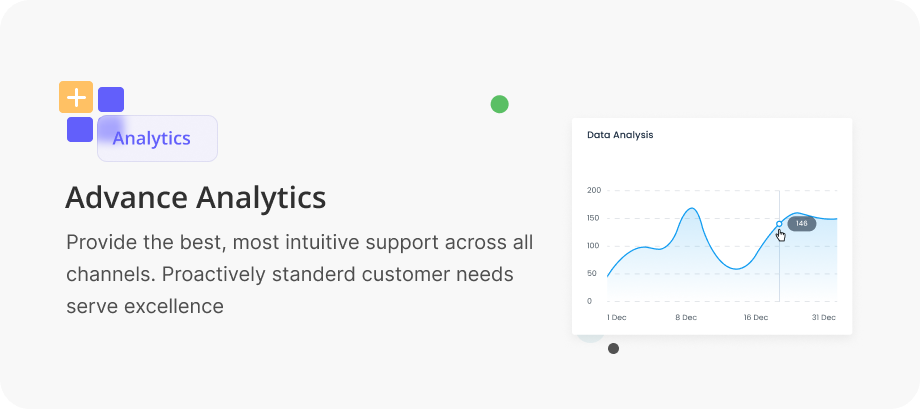 Analytics
Advance Analytics
Provide the best, most intuitive support across all
channels. Proactively standerd customer needs
serve excellence
Data Analysis
200
150
146
100
50
0
1 Dec
8 Dec
16 Dec
31 Dec